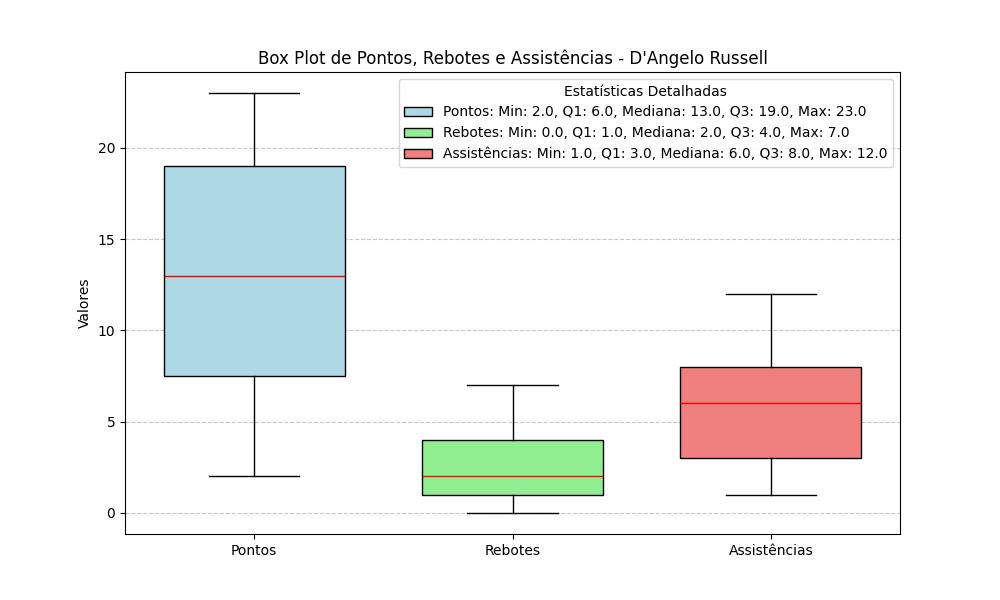 Box Plot de Pontos, Rebotes e Assistências - D'Angelo Russell
Estatísticas Detalhadas
Pontos: Min: 2.0, Q1: 6.0, Mediana: 13.0, Q3: 19.0, Max: 23.0
Rebotes: Min: 0.0, Q1: 1.0, Mediana: 2.0, Q3: 4.0, Max: 7.0
Assistências: Min: 1.0, Q1: 3.0, Mediana: 6.0, Q3: 8.0, Max: 12.0
Valores
20
15
10
5
0
Pontos
Rebotes
Assistências